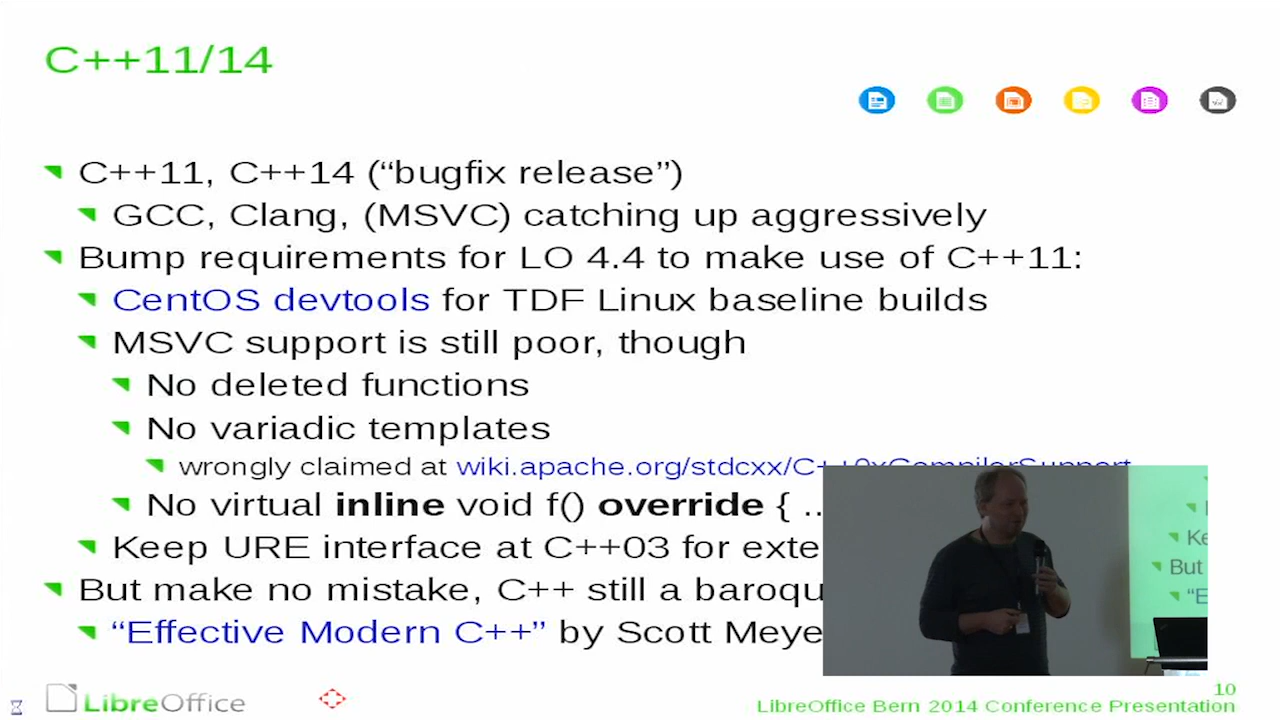 C++11/14
C++11, C++14 (“bugfix release”)
GCC, Clang, (MSVC) catching up aggressively
Bump requirements for LO 4.4 to make use of C++11:
CentOS devtools for TDF Linux baseline builds
MSVC support is still poor, though
No deleted functions
No variadic templates
wrongly claimed at wiki.apache.org/stdcxx/C++0xCompilerSupport
No virtual inline void f() override { ..
Keep URE interface at C++03 for exte
But make no mistake, C++ still a baroqu
“Effective Modern C++” by Scott Meye
Ke
But
“E
LibreOffice
10
LibreOffice Bern 2014 Conference Presentation